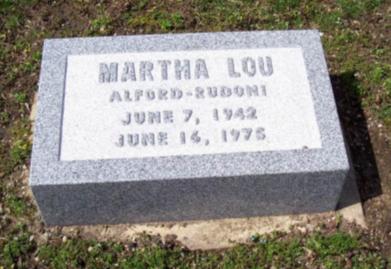 MARTHA LOU
ALFORD-RUDONI
JUNE 7, 1942
JUNE 14, 1975